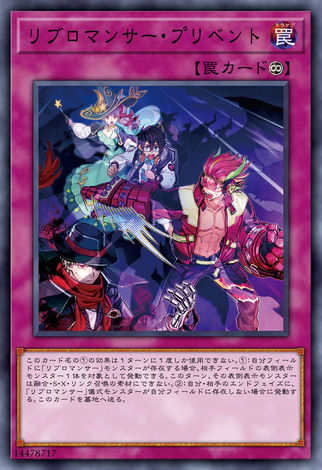 リブロマンサー・プリベント
トラップ
罠
【罠カード】
このカード名の①の効果は1ターンに1度しか使用できない。①:自分フィール
ドに「リブロマンサー」モンスターが存在する場合、相手フィールドの表側表示
モンスター1体を対象として発動できる。このターン、その表側表示モンスター
は融合・S・X・リンク召喚の素材にできない。②:自分・相手のエンドフェイズに、
「リブロマンサー」儀式モンスターが自分フィールドに存在しない場合に発動す
る。このカードを墓地へ送る。
14478717